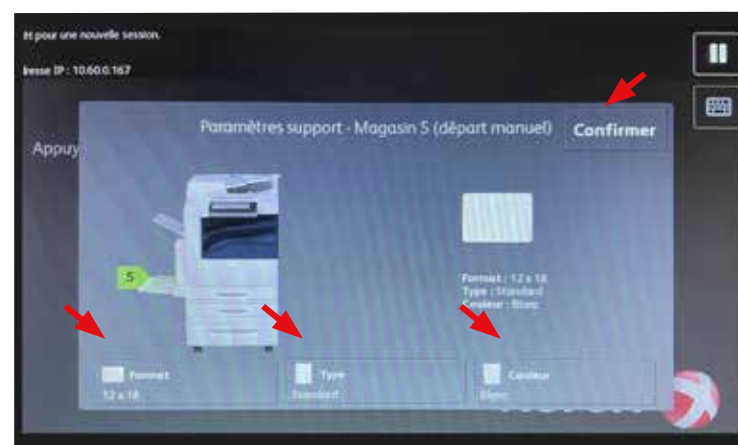 et pour une nouvelle session.
kesse IP : 10.60.0.167
Appuy
Paramètres support - Magasin 5 (départ manuel)
Confirmer
5
Format : 12 x 18
Type : Standard
Couleur : Blanc
Format
12 x 18
Type
Standard
Couleur
Blanc